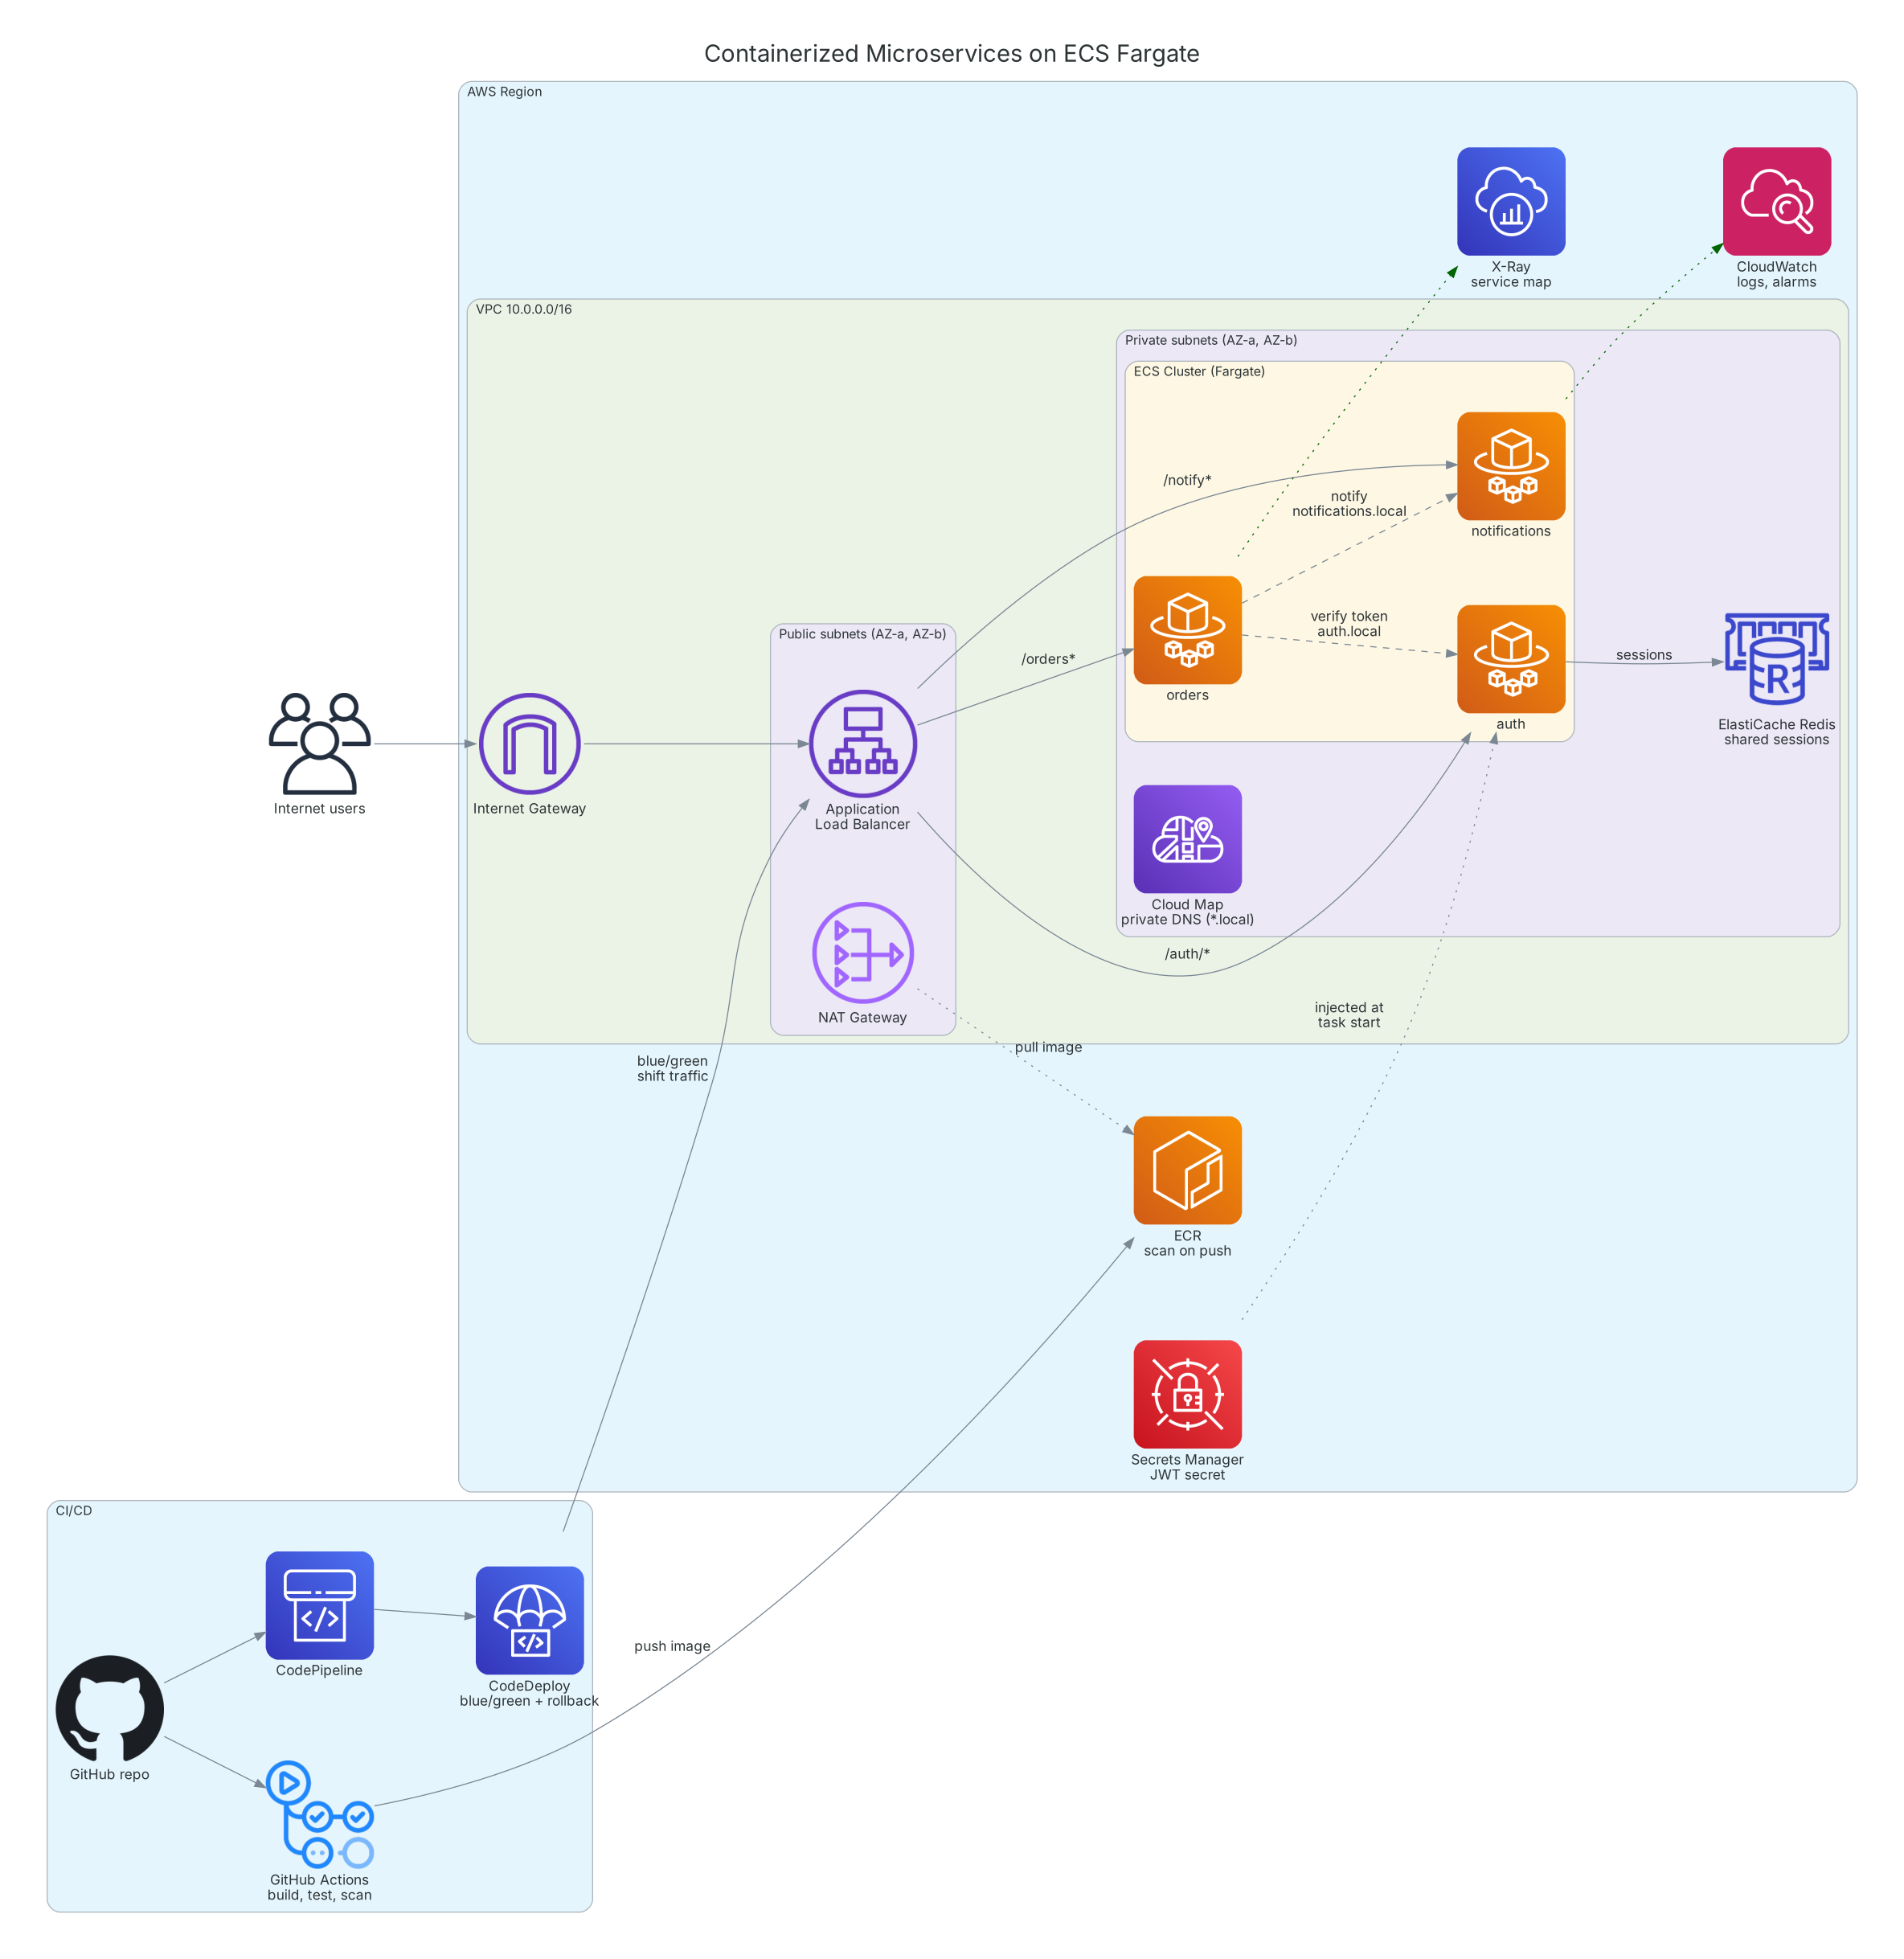 Containerized Microservices on ECS Fargate
AWS Region
X-Ray
service map
CloudWatch
logs, alarms
VPC 10.0.0.0/16
Private subnets (AZ-a, AZ-b)
ECS Cluster (Fargate)
/notify*
notify
notifications.local
notifications
verify token
auth.local
Public subnets (AZ-a, AZ-b)
/orders*
orders
auth
sessions
ElastiCache Redis
shared sessions
Internet users
Internet Gateway
Application
Load Balancer
Cloud Map
private DNS (*.local)
/auth/*
NAT Gateway
injected at
task start
pull image
blue/green
shift traffic
ECR
scan on push
Secrets Manager
JWT secret
CI/CD
CodePipeline
CodeDeploy
blue/green + rollback
push image
GitHub repo
GitHub Actions
build, test, scan
R